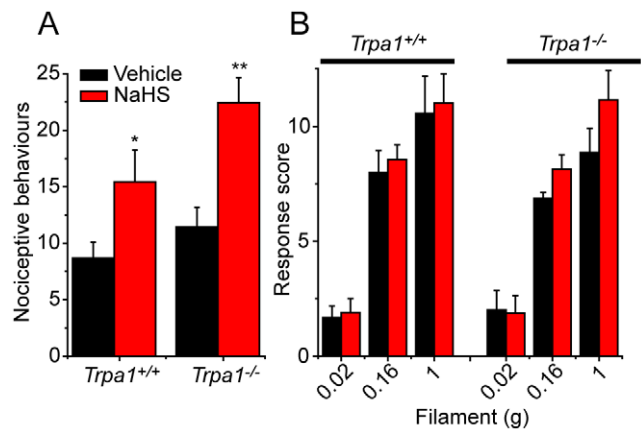 A
Nociceptive behaviours
25
20
15
10
5
0
Vehicle
NaHS
*
**
Trpa1+/+
Trpa1-/-
B
Trpa1+/+
Trpa1-/-
Response score
10
5
0
0.02
0.16
1
0.02
0.16
1
Filament (g)